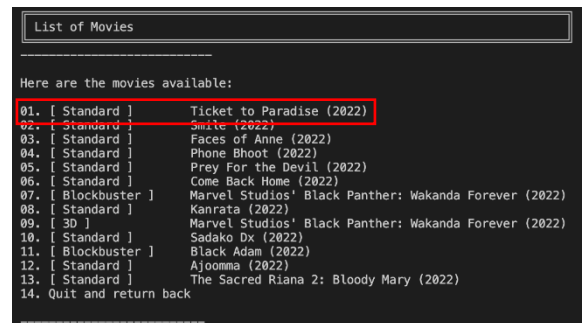 List of Movies
Here are the movies available:
01. [ Standard ] Ticket to Paradise (2022)
02. [ Standard ] Smile (2022)
03. [ Standard ] Faces of Anne (2022)
04. [ Standard ] Phone Bhoot (2022)
05. [ Standard ] Prey For the Devil (2022)
06. [ Standard ] Come Back Home (2022)
07. [ Blockbuster ] Marvel Studios' Black Panther: Wakanda Forever (2022)
08. [ Standard ] Kanrata (2022)
09. [ 3D ] Marvel Studios' Black Panther: Wakanda Forever (2022)
10. [ Standard ] Sadako Dx (2022)
11. [ Blockbuster ] Black Adam (2022)
12. [ Standard ] Ajoomma (2022)
13. [ Standard ] The Sacred Riana 2: Bloody Mary (2022)
14. Quit and return back